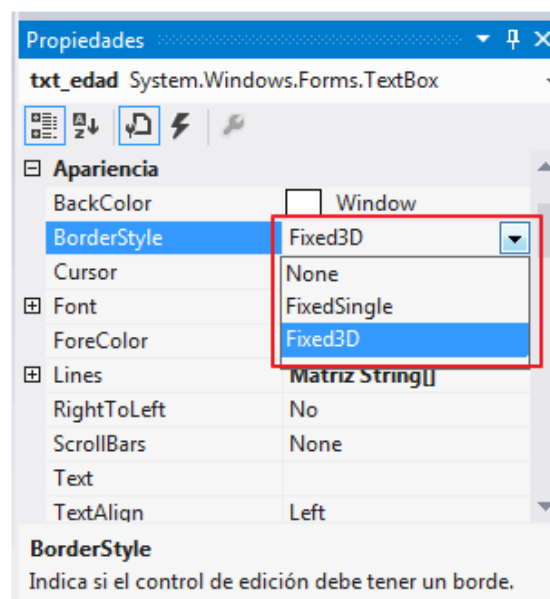 Propiedades
txt_edad System.Windows.Forms.TextBox
Apariencia
BackColor Window
BorderStyle Fixed3D
Cursor None
Font FixedSingle
ForeColor Fixed3D
Lines Matriz String[]
RightToLeft No
ScrollBars None
Text
TextAlign Left
BorderStyle
Indica si el control de edición debe tener un borde.